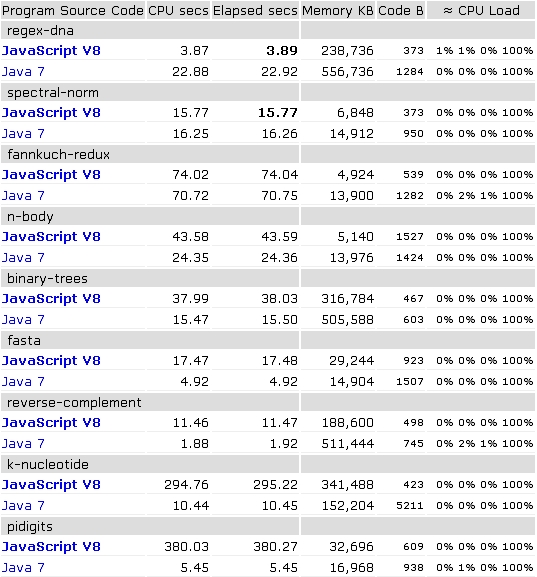 Program Source Code CPU secs Elapsed secs Memory KB Code B ≈ CPU Load
regex-dna
JavaScript V8 3.87 3.89 238,736 373 1% 1% 0% 100%
Java 7 22.88 22.92 556,736 1284 0% 0% 0% 100%
spectral-norm
JavaScript V8 15.77 15.77 6,848 373 0% 0% 0% 100%
Java 7 16.25 16.26 14,912 950 0% 0% 0% 100%
fannkuch-redux
JavaScript V8 74.02 74.04 4,924 539 0% 0% 0% 100%
Java 7 70.72 70.75 13,900 1282 0% 2% 1% 100%
n-body
JavaScript V8 43.58 43.59 5,140 1527 0% 0% 0% 100%
Java 7 24.35 24.36 13,976 1424 0% 0% 0% 100%
binary-trees
JavaScript V8 37.99 38.03 316,784 467 0% 0% 0% 100%
Java 7 15.47 15.50 505,588 603 0% 0% 0% 100%
fasta
JavaScript V8 17.47 17.48 29,244 923 0% 0% 0% 100%
Java 7 4.92 4.92 14,904 1507 0% 0% 0% 100%
reverse-complement
JavaScript V8 11.46 11.47 188,600 498 0% 0% 0% 100%
Java 7 1.88 1.92 511,444 745 0% 2% 1% 100%
k-nucleotide
JavaScript V8 294.76 295.22 341,488 423 0% 0% 0% 100%
Java 7 10.44 10.45 152,204 5211 0% 0% 0% 100%
pidigits
JavaScript V8 380.03 380.27 32,696 609 0% 0% 0% 100%
Java 7 5.45 5.45 16,968 938 0% 1% 0% 100%